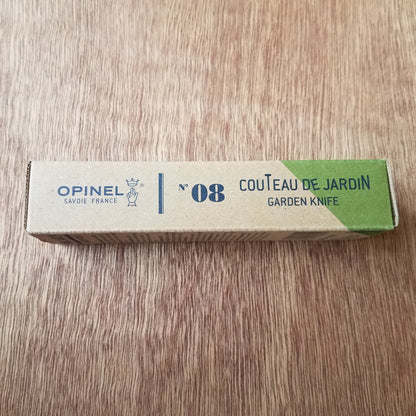 OPINEL®
SAVOIE FRANCE
N° 08
COUTEAU DE JARDIN
GARDEN KNIFE